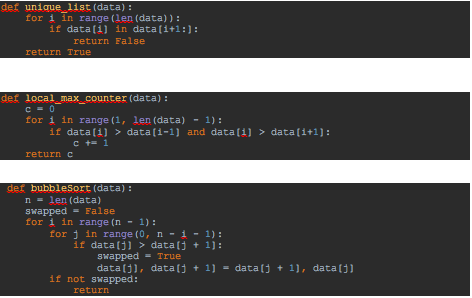 def unique_list(data):
    for i in range(len(data)):
        if data[i] in data[i+1:]:
            return False
    return True
def local_max_counter(data):
    c = 0
    for i in range(1, len(data) - 1):
        if data[i] > data[i-1] and data[i] > data[i+1]:
            c += 1
    return c
def bubbleSort(data):
    n = len(data)
    swapped = False
    for i in range(n - 1):
        for j in range(0, n - i - 1):
            if data[j] > data[j + 1]:
                swapped = True
                data[j], data[j + 1] = data[j + 1], data[j]
        if not swapped:
            return